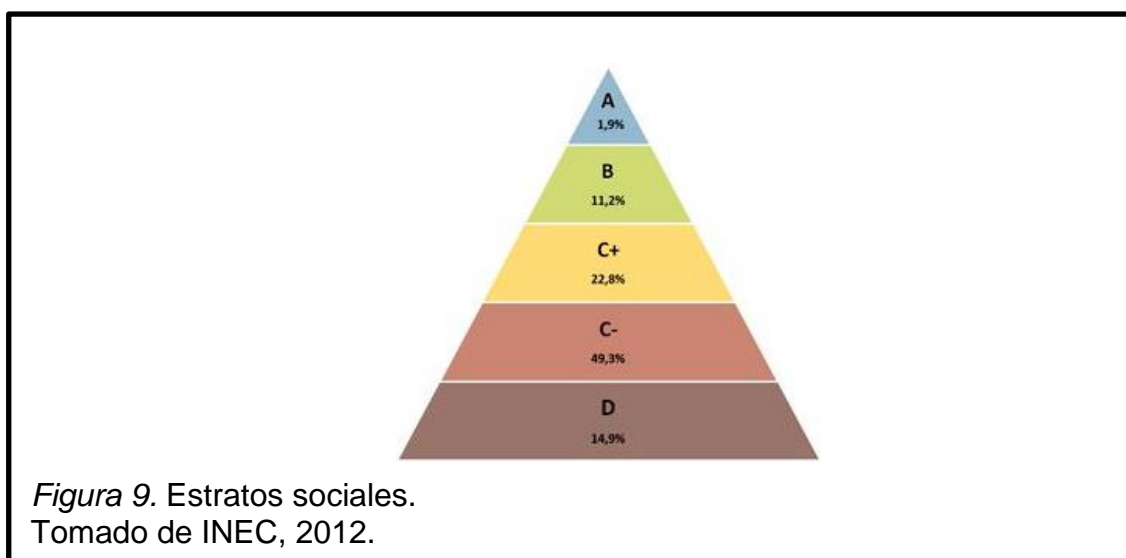 A
1,9%
B
11,2%
C+
22,8%
C-
49,3%
D
14,9%
Figura 9. Estratos sociales.
Tomado de INEC, 2012.